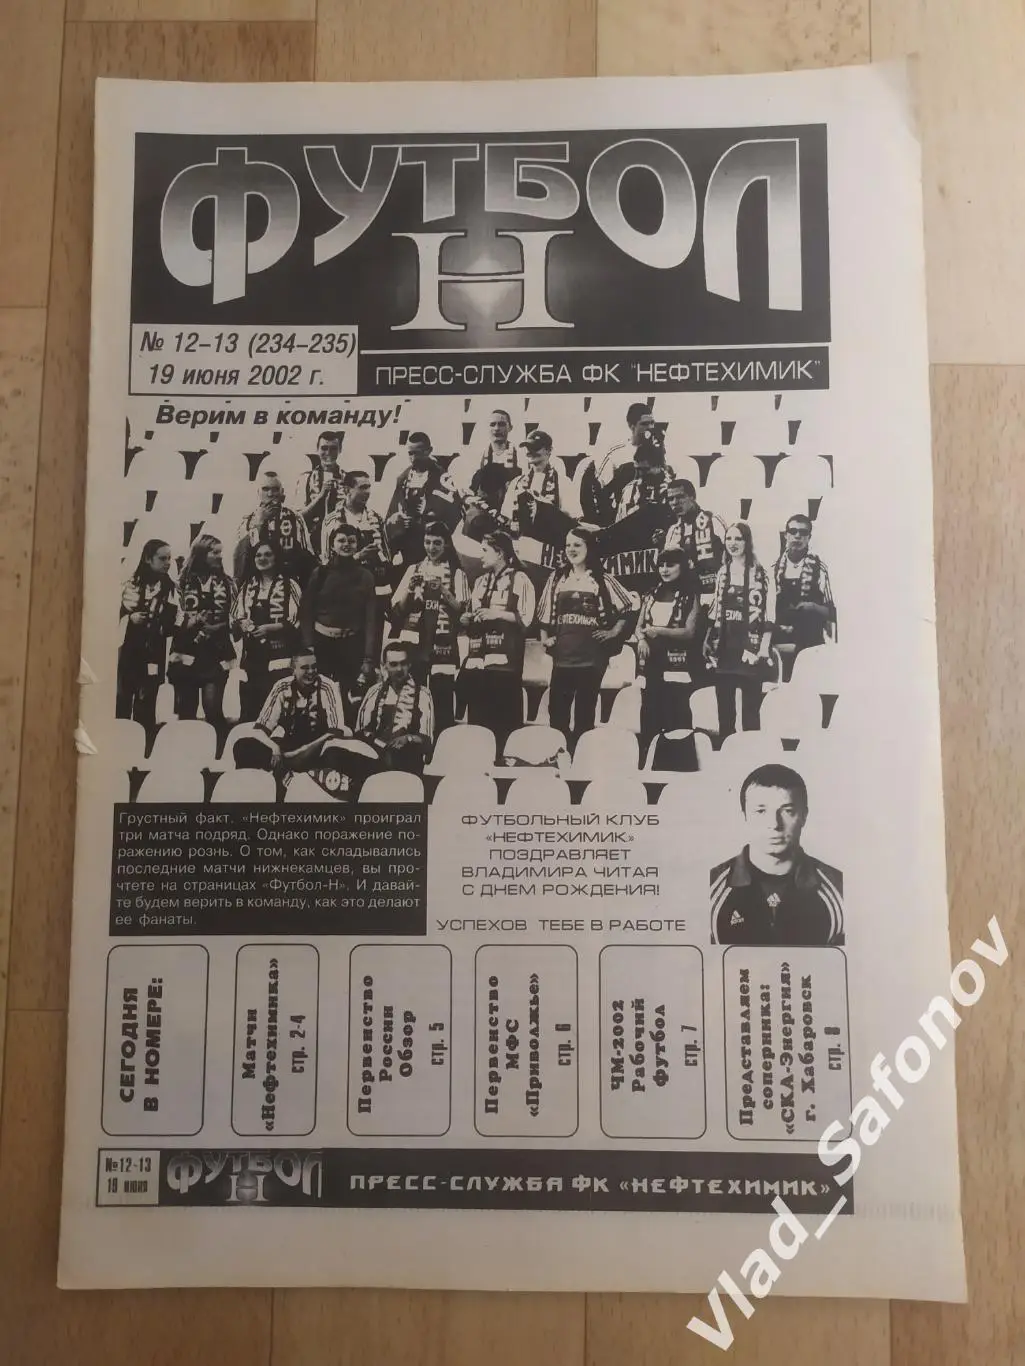 ФУТБОЛ
Н
№ 12-13 (234-235)
19 июня 2002 г.
ПРЕСС-СЛУЖБА ФК "НЕФТЕХИМИК"
Верим в команду!
НЕФ
НЕ
ХИМИК
Грустный факт, «Нефтехимик» проиграл
три матча подряд. Однако поражение по-
ражению рознь. О том, как складывались
последние матчи нижнекамцев, вы про-
чтете на страницах «Футбол-Н». И давай-
те будем верить в команду, как это делают
ее фанаты.
ФУТБОЛЬНЫЙ КЛУБ
«НЕФТЕХИМИК»
ПОЗДРАВЛЯЕТ
ВЛАДИМИРА ЧИТАЯ
С ДНЕМ РОЖДЕНИЯ!
УСПЕХОВ ТЕБЕ В РАБОТЕ
adidas
СЕГОДНЯ
В НОМЕРЕ:
Матчи
«Нефтехимика»
стр. 2-4
Первенство
России
Обзор
стр. 5
Первенство
МФС
«Приволжье»
стр. 6
ЧМ-2002
Рабочий
футбол
стр. 7
Представляем
соперника:
«СКА-Энергия»
г. Хабаровск
стр. 8
№12-13
19 июня
ФУТБОЛ
Н
ПРЕСС-СЛУЖБА ФК «НЕФТЕХИМИК»
Vlad_Safonov